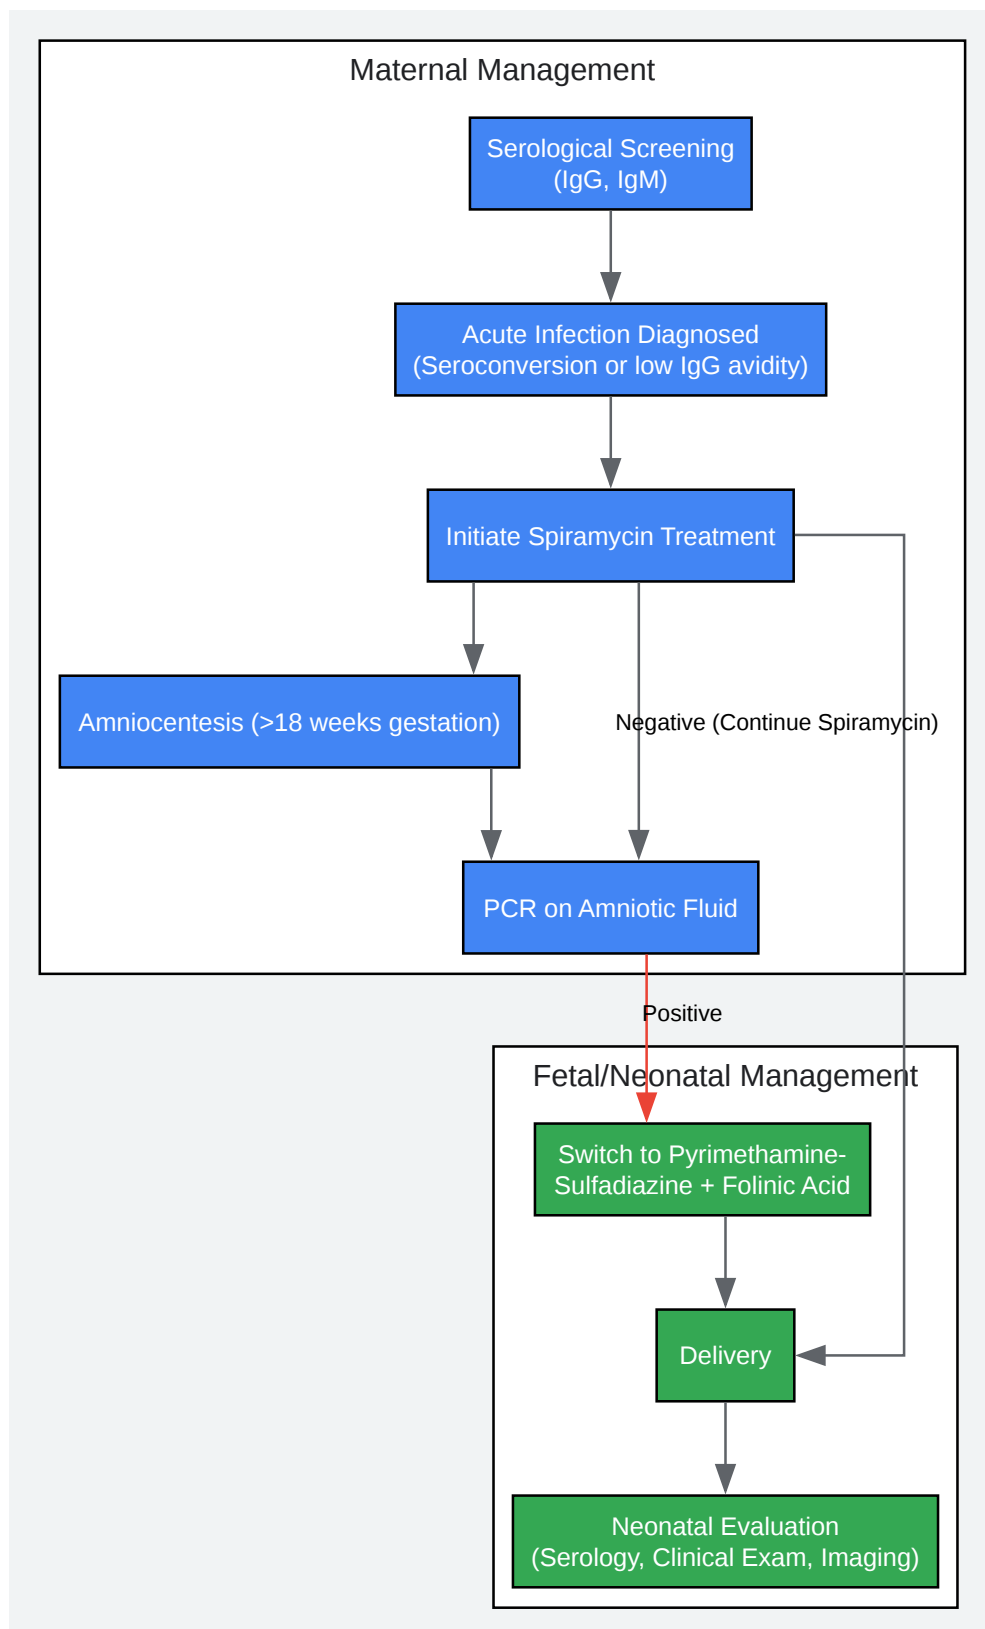 Maternal Management
Serological Screening
(IgG, IgM)
Acute Infection Diagnosed
(Seroconversion or low IgG avidity)
Initiate Spiramycin Treatment
Amniocentesis (>18 weeks gestation)
Negative (Continue Spiramycin)
PCR on Amniotic Fluid
Positive
Fetal/Neonatal Management
Switch to Pyrimethamine-
Sulfadiazine + Folinic Acid
Delivery
Neonatal Evaluation
(Serology, Clinical Exam, Imaging)